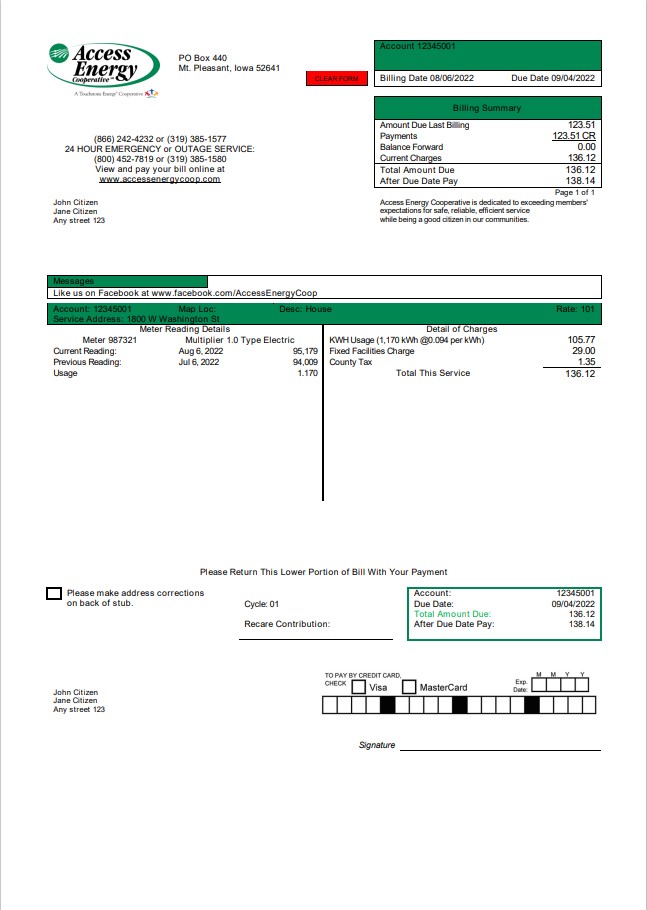 Access
Energy
Cooperative™
A Touchstone Energy® Cooperative
PO Box 440
Mt. Pleasant, Iowa 52641
CLEAR FORM
Account 12345001
Billing Date 08/06/2022 Due Date 09/04/2022
Billing Summary
Amount Due Last Billing 123.51
Payments 123.51 CR
Balance Forward 0.00
Current Charges 136.12
Total Amount Due 136.12
After Due Date Pay 138.14
Page 1 of 1
(866) 242-4232 or (319) 385-1577
24 HOUR EMERGENCY or OUTAGE SERVICE:
(800) 452-7819 or (319) 385-1580
View and pay your bill online at
www.accessenergycoop.com
John Citizen
Jane Citizen
Any street 123
Access Energy Cooperative is dedicated to exceeding members'
expectations for safe, reliable, efficient service
while being a good citizen in our communities.
Messages
Like us on Facebook at www.facebook.com/AccessEnergyCoop
Account: 12345001 Map Loc: Desc: House Rate: 101
Service Address: 1800 W Washington St
Meter Reading Details
Meter 987321 Multiplier 1.0 Type Electric
Current Reading: Aug 6, 2022 95,179
Previous Reading: Jul 6, 2022 94,009
Usage 1.170
Detail of Charges
KWH Usage (1,170 kWh @0.094 per kWh) 105.77
Fixed Facilities Charge 29.00
County Tax 1.35
Total This Service 136.12
Please Return This Lower Portion of Bill With Your Payment
Please make address corrections
on back of stub.
Cycle: 01
Recare Contribution:
Account: 12345001
Due Date: 09/04/2022
Total Amount Due: 136.12
After Due Date Pay: 138.14
John Citizen
Jane Citizen
Any street 123
TO PAY BY CREDIT CARD,
CHECK Visa MasterCard
Exp.
Date:
M M Y Y
Signature